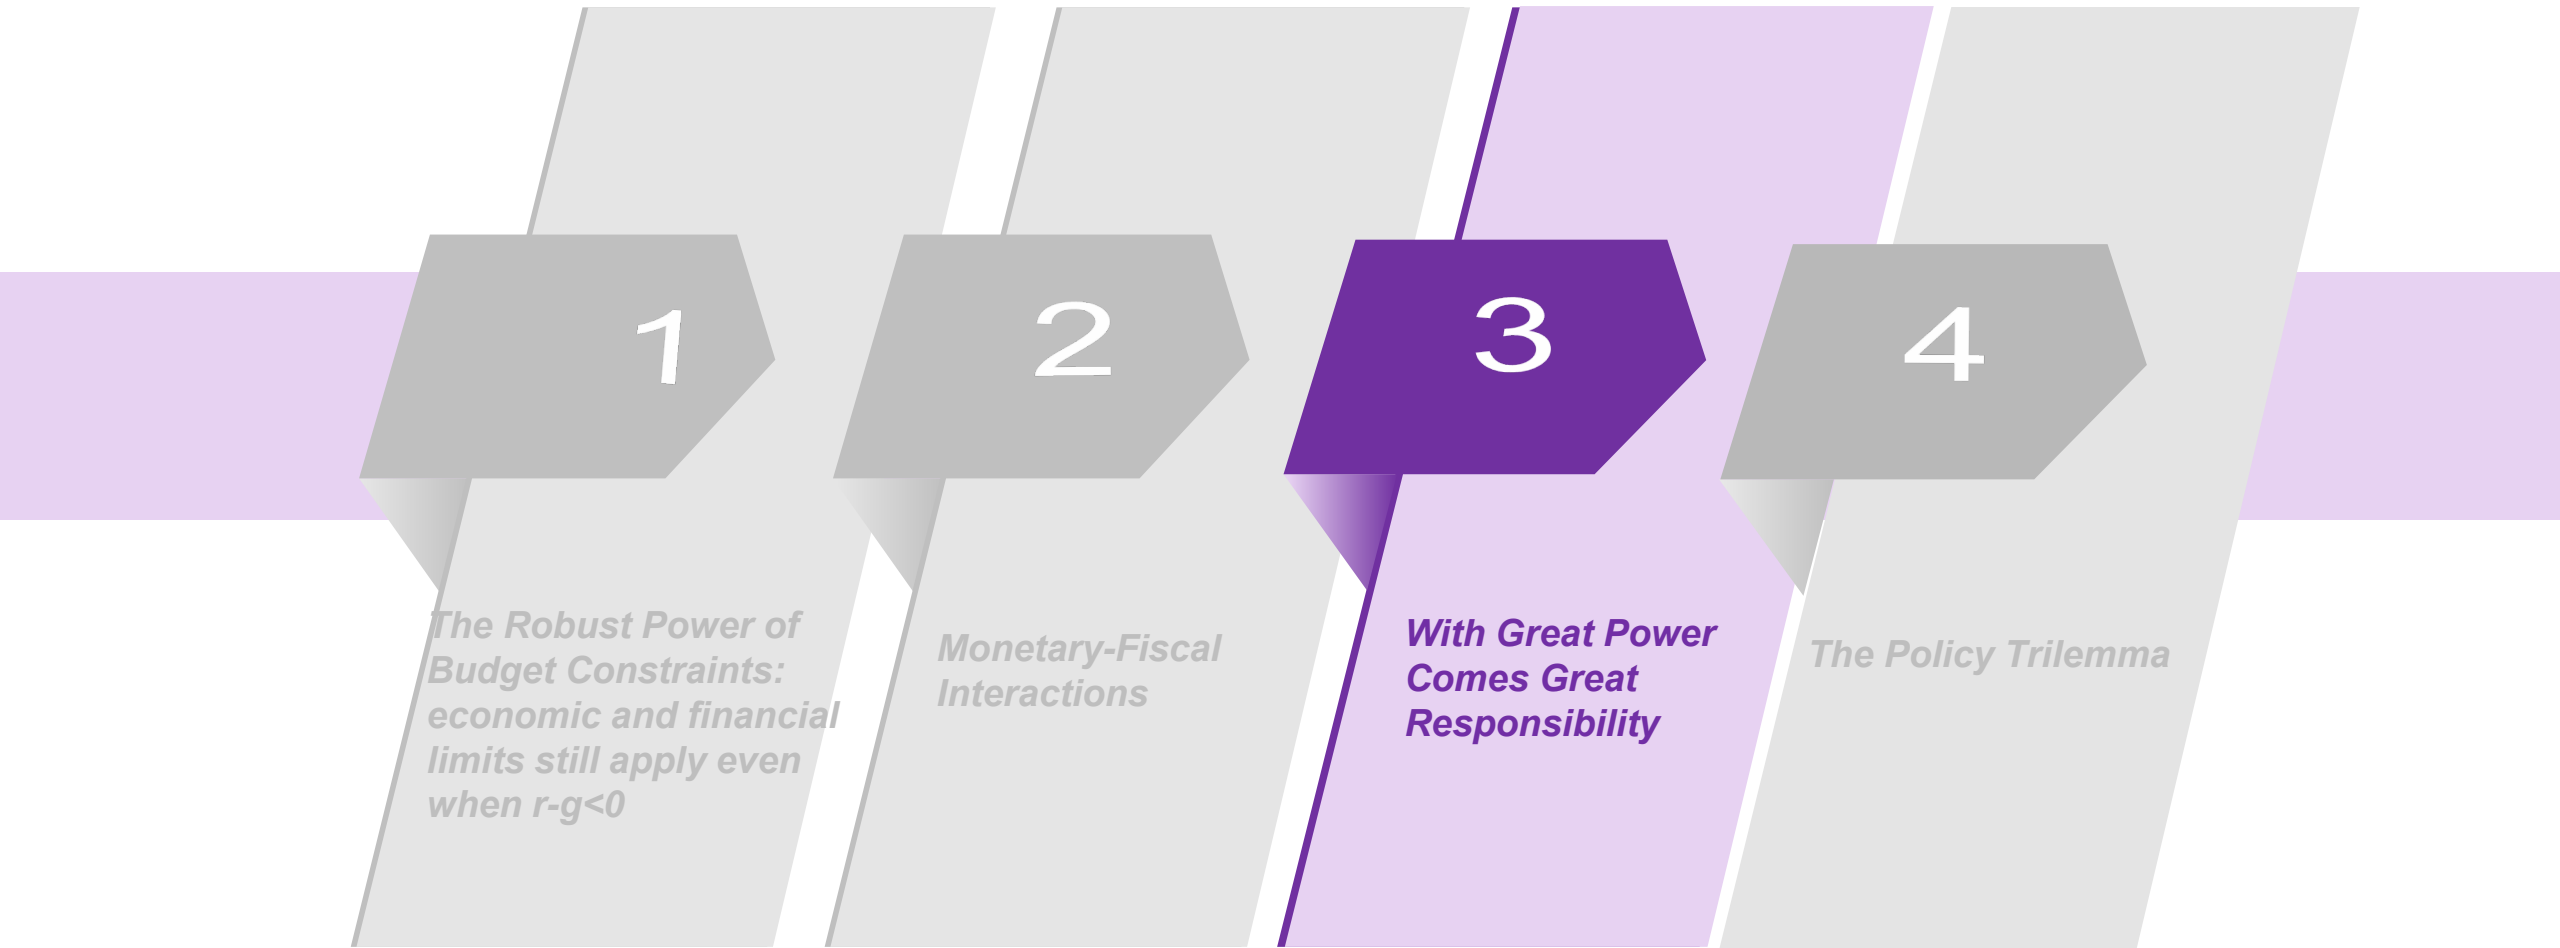 1
The Robust Power of
Budget Constraints:
economic and financial
limits still apply even
when r-g<0
2
Monetary-Fiscal
Interactions
3
With Great Power
Comes Great
Responsibility
4
The Policy Trilemma